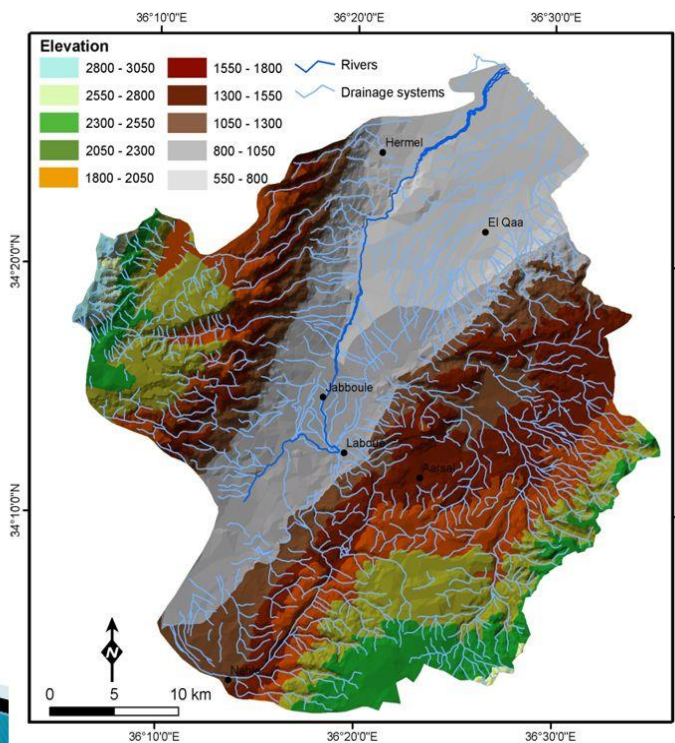 36°10'0"E
36°20'0"E
36°30'0"E
Elevation
2800 - 3050
2550 - 2800
2300 - 2550
2050 - 2300
1800 - 2050
1550 - 1800
1300 - 1550
1050 - 1300
800 - 1050
550 - 800
Rivers
Drainage systems
Hermel
El Qaa
34°20'0"N
Jabboule
Laboue
Aarsal
34°10'0"N
N
0 5 10 km
36°10'0"E
36°20'0"E
36°30'0"E